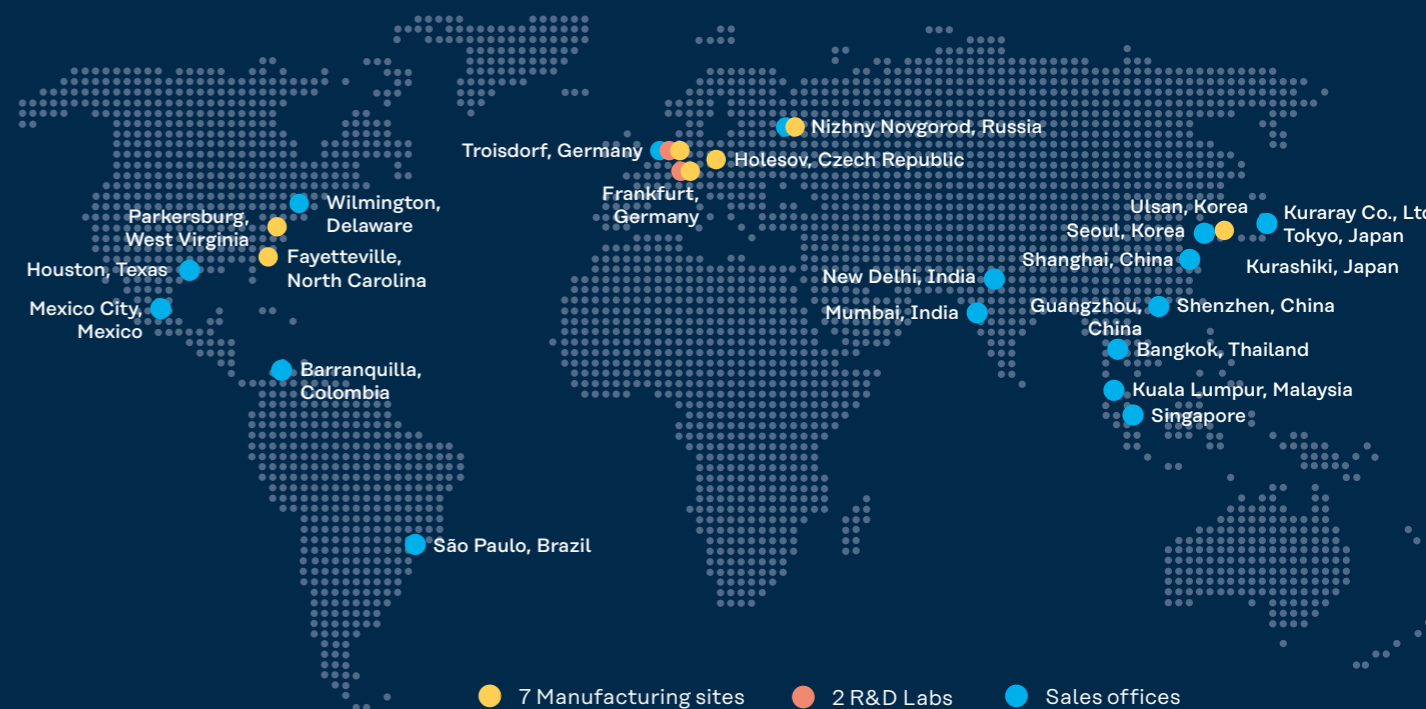 Nizhny Novgorod, Russia
Troisdorf, Germany
Holesov, Czech Republic
Frankfurt,
Germany
Wilmington,
Delaware
Parkersburg,
West Virginia
Fayetteville,
North Carolina
Houston, Texas
Mexico City,
Mexico
Barranquilla,
Colombia
São Paulo, Brazil
Ulsan, Korea
Seoul, Korea
Kuraray Co., Ltd
Tokyo, Japan
Shanghai, China
Kurashiki, Japan
New Delhi, India
Mumbai, India
Guangzhou,
China
Shenzhen, China
Bangkok, Thailand
Kuala Lumpur, Malaysia
Singapore
7 Manufacturing sites
2 R&D Labs
Sales offices